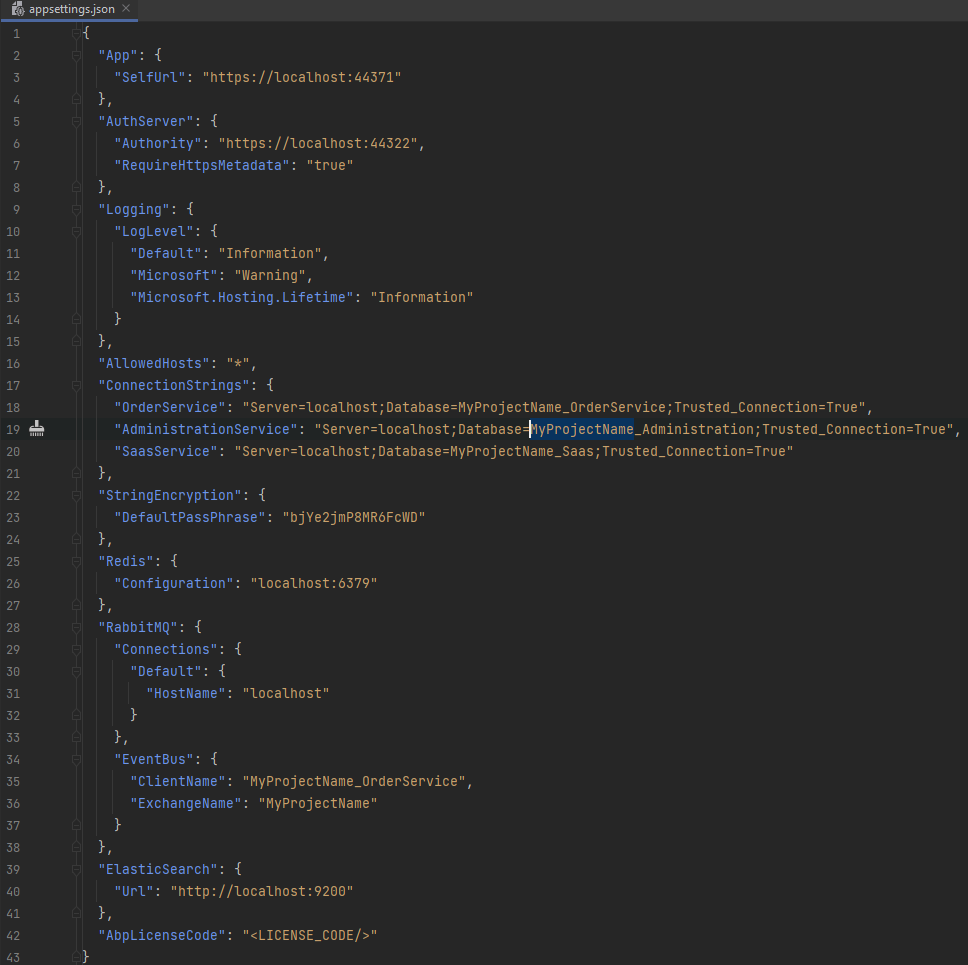 appsettings.json
1 {
2 "App": {
3 "SelfUrl": "https://localhost:44371"
4 },
5 "AuthServer": {
6 "Authority": "https://localhost:44322",
7 "RequireHttpsMetadata": "true"
8 },
9 "Logging": {
10 "LogLevel": {
11 "Default": "Information",
12 "Microsoft": "Warning",
13 "Microsoft.Hosting.Lifetime": "Information"
14 }
15 },
16 "AllowedHosts": "*",
17 "ConnectionStrings": {
18 "OrderService": "Server=localhost;Database=MyProjectName_OrderService;Trusted_Connection=True",
19 "AdministrationService": "Server=localhost;Database=MyProjectName_Administration;Trusted_Connection=True",
20 "SaasService": "Server=localhost;Database=MyProjectName_Saas;Trusted_Connection=True"
21 },
22 "StringEncryption": {
23 "DefaultPassPhrase": "bjYe2jmP8MR6FcWD"
24 },
25 "Redis": {
26 "Configuration": "localhost:6379"
27 },
28 "RabbitMQ": {
29 "Connections": {
30 "Default": {
31 "HostName": "localhost"
32 }
33 },
34 "EventBus": {
35 "ClientName": "MyProjectName_OrderService",
36 "ExchangeName": "MyProjectName"
37 }
38 },
39 "ElasticSearch": {
40 "Url": "http://localhost:9200"
41 },
42 "AbpLicenseCode": "<LICENSE_CODE/>"
43 }